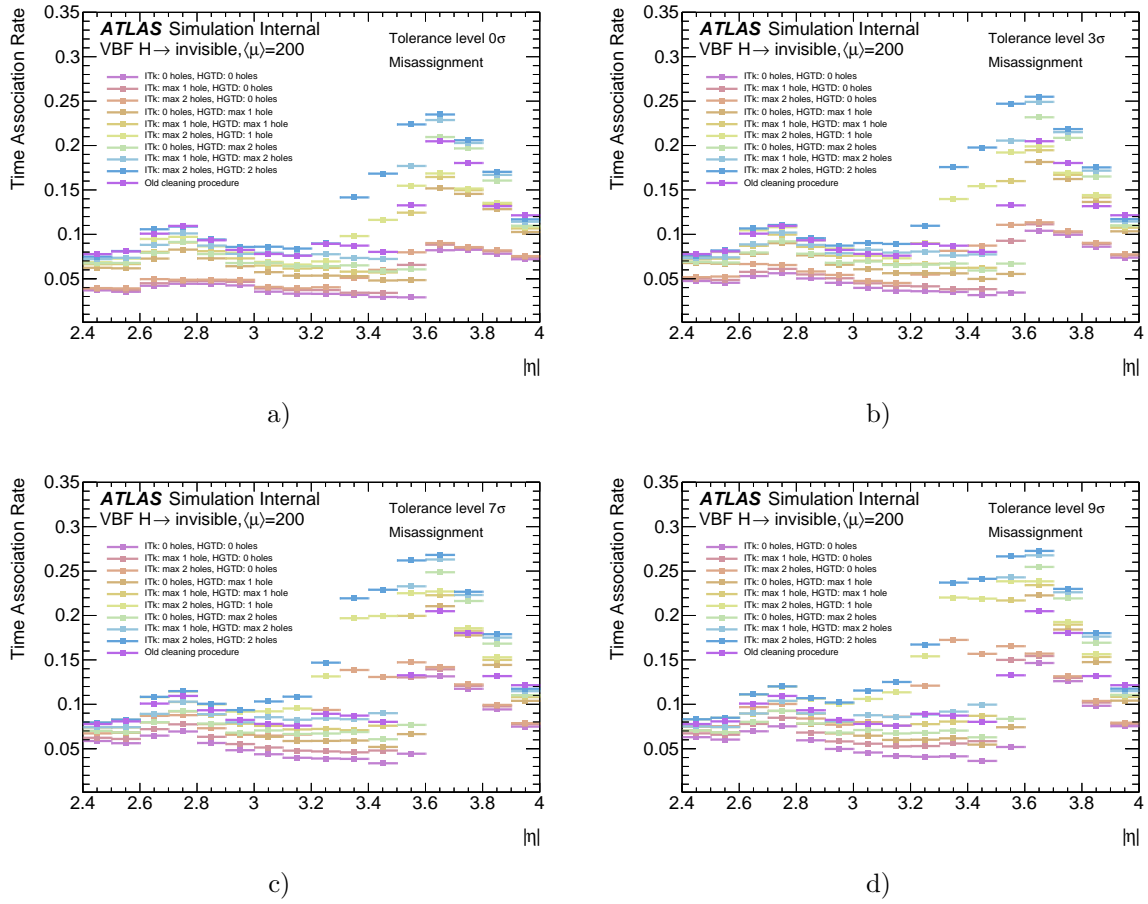 0.35
0.3
0.25
0.2
0.15
0.1
0.05
Time Association Rate
ATLAS Simulation Internal
VBF H→ invisible,⟨μ⟩=200
Tolerance level 0σ
Misassignment
ITk: 0 holes, HGTD: 0 holes
ITk: max 1 hole, HGTD: 0 holes
ITk: max 2 holes, HGTD: 0 holes
ITk: 0 holes, HGTD: max 1 hole
ITk: max 1 hole, HGTD: max 1 hole
ITk: max 2 holes, HGTD: 1 hole
ITk: 0 holes, HGTD: max 2 holes
ITk: max 1 hole, HGTD: max 2 holes
ITk: max 2 holes, HGTD: 2 holes
Old cleaning procedure
2.4 2.6 2.8 3 3.2 3.4 3.6 3.8 4
|η|
a)
0.35
0.3
0.25
0.2
0.15
0.1
0.05
Time Association Rate
ATLAS Simulation Internal
VBF H→ invisible,⟨μ⟩=200
Tolerance level 3σ
Misassignment
ITk: 0 holes, HGTD: 0 holes
ITk: max 1 hole, HGTD: 0 holes
ITk: max 2 holes, HGTD: 0 holes
ITk: 0 holes, HGTD: max 1 hole
ITk: max 1 hole, HGTD: max 1 hole
ITk: max 2 holes, HGTD: 1 hole
ITk: 0 holes, HGTD: max 2 holes
ITk: max 1 hole, HGTD: max 2 holes
ITk: max 2 holes, HGTD: 2 holes
Old cleaning procedure
2.4 2.6 2.8 3 3.2 3.4 3.6 3.8 4
|η|
b)
0.35
0.3
0.25
0.2
0.15
0.1
0.05
Time Association Rate
ATLAS Simulation Internal
VBF H→ invisible,⟨μ⟩=200
Tolerance level 7σ
Misassignment
ITk: 0 holes, HGTD: 0 holes
ITk: max 1 hole, HGTD: 0 holes
ITk: max 2 holes, HGTD: 0 holes
ITk: 0 holes, HGTD: max 1 hole
ITk: max 1 hole, HGTD: max 1 hole
ITk: max 2 holes, HGTD: 1 hole
ITk: 0 holes, HGTD: max 2 holes
ITk: max 1 hole, HGTD: max 2 holes
ITk: max 2 holes, HGTD: 2 holes
Old cleaning procedure
2.4 2.6 2.8 3 3.2 3.4 3.6 3.8 4
|η|
c)
0.35
0.3
0.25
0.2
0.15
0.1
0.05
Time Association Rate
ATLAS Simulation Internal
VBF H→ invisible,⟨μ⟩=200
Tolerance level 9σ
Misassignment
ITk: 0 holes, HGTD: 0 holes
ITk: max 1 hole, HGTD: 0 holes
ITk: max 2 holes, HGTD: 0 holes
ITk: 0 holes, HGTD: max 1 hole
ITk: max 1 hole, HGTD: max 1 hole
ITk: max 2 holes, HGTD: 1 hole
ITk: 0 holes, HGTD: max 2 holes
ITk: max 1 hole, HGTD: max 2 holes
ITk: max 2 holes, HGTD: 2 holes
Old cleaning procedure
2.4 2.6 2.8 3 3.2 3.4 3.6 3.8 4
|η|
d)